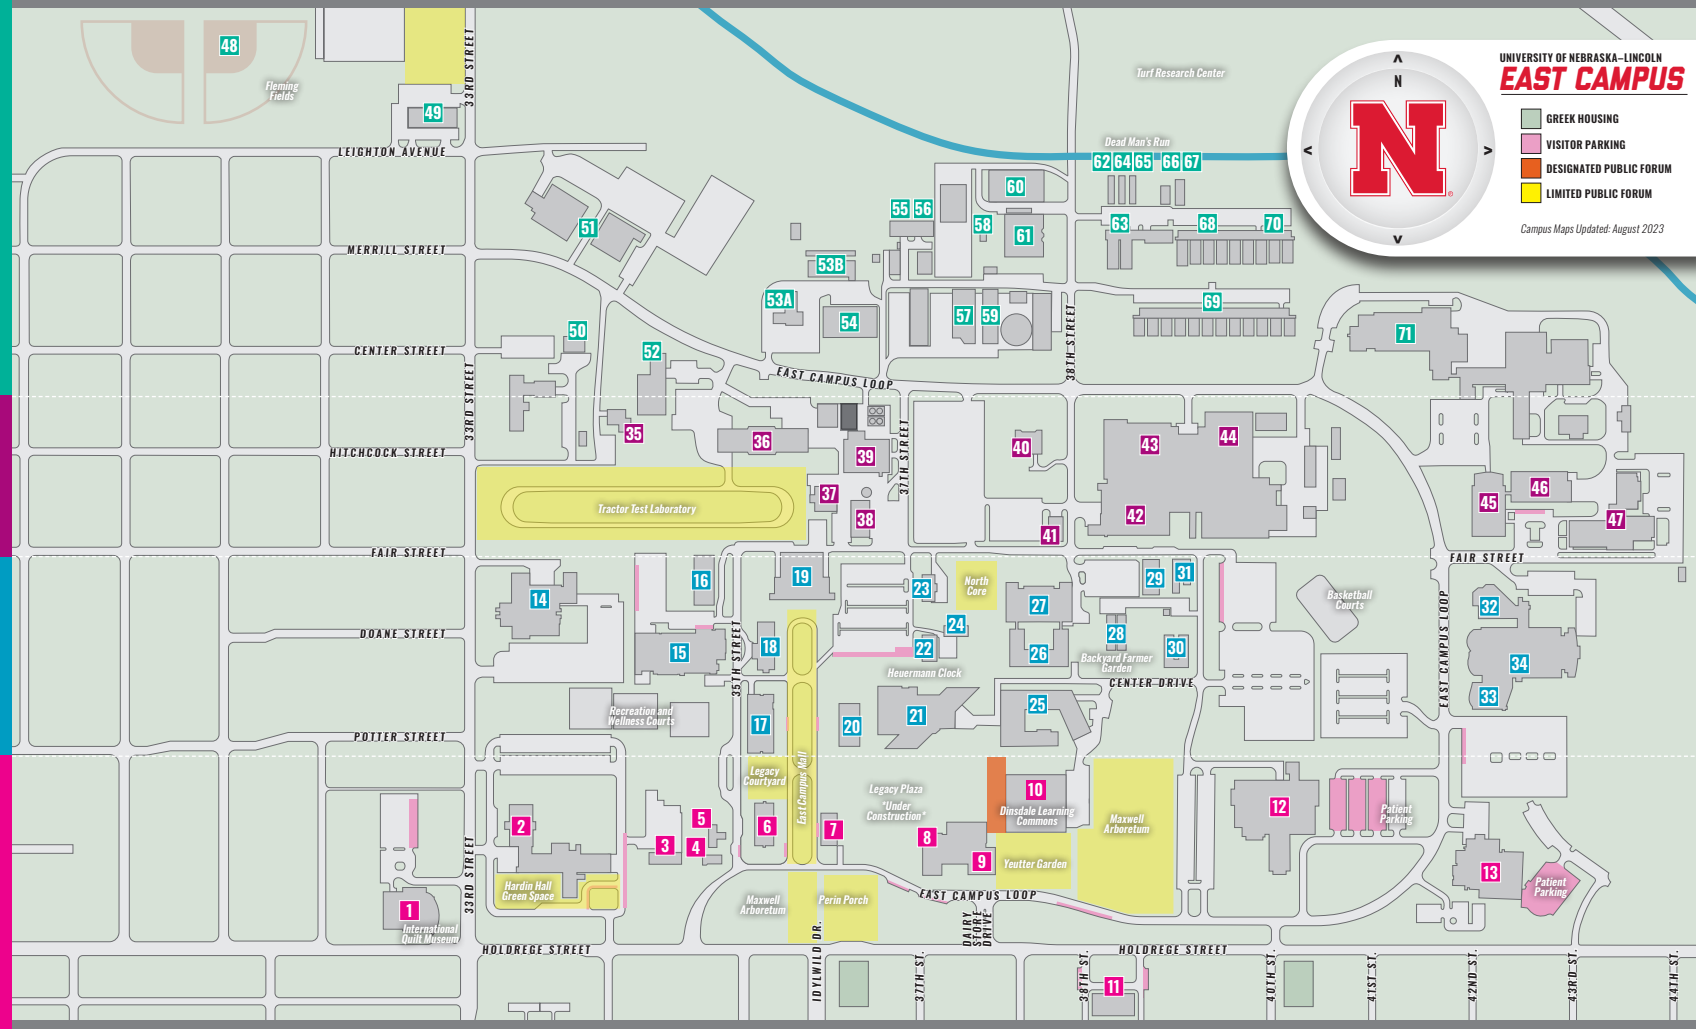 48
Fleming
Fields
33RD STREET
49
LEIGHTON AVENUE
Turf Research Center
Dead Man's Run
62 64 65 66 67
N
N
®
UNIVERSITY OF NEBRASKA–LINCOLN
EAST CAMPUS
GREEK HOUSING
VISITOR PARKING
DESIGNATED PUBLIC FORUM
LIMITED PUBLIC FORUM
Campus Maps Updated: August 2023
51
MERRILL STREET
55 56
58
60
61
63
68
70
53B
53A
54
57
59
69
71
38TH STREET
50
52
CENTER STREET
EAST CAMPUS LOOP
33RD STREET
35
36
39
37TH STREET
40
43
44
HITCHCOCK STREET
Tractor Test Laboratory
37
38
41
42
45
46
47
FAIR STREET
FAIR STREET
14
16
19
23
North
Core
27
29
31
Basketball
Courts
32
EAST CAMPUS LOOP
DOANE STREET
15
35TH STREET
18
24
22
Heuermann Clock
26
28
Backyard Farmer
Garden
30
34
33
CENTER DRIVE
Recreation and
Wellness Courts
17
20
21
25
POTTER STREET
Legacy
Courtyard
East Campus Mall
Legacy Plaza
*Under
Construction*
10
Dinsdale Learning
Commons
Maxwell
Arboretum
12
Patient
Parking
2
5
3
4
6
7
8
9
Yeutter Garden
13
Patient
Parking
33RD STREET
Hardin Hall
Green Space
1
International
Quilt Museum
Maxwell
Arboretum
Perin Porch
EAST CAMPUS LOOP
DAIRY
STORE
DRIVE
HOLDREGE STREET
HOLDREGE STREET
IDYLWILD DR.
37TH ST.
38TH ST.
11
40TH ST.
41ST ST.
42ND ST.
43RD ST.
44TH ST.